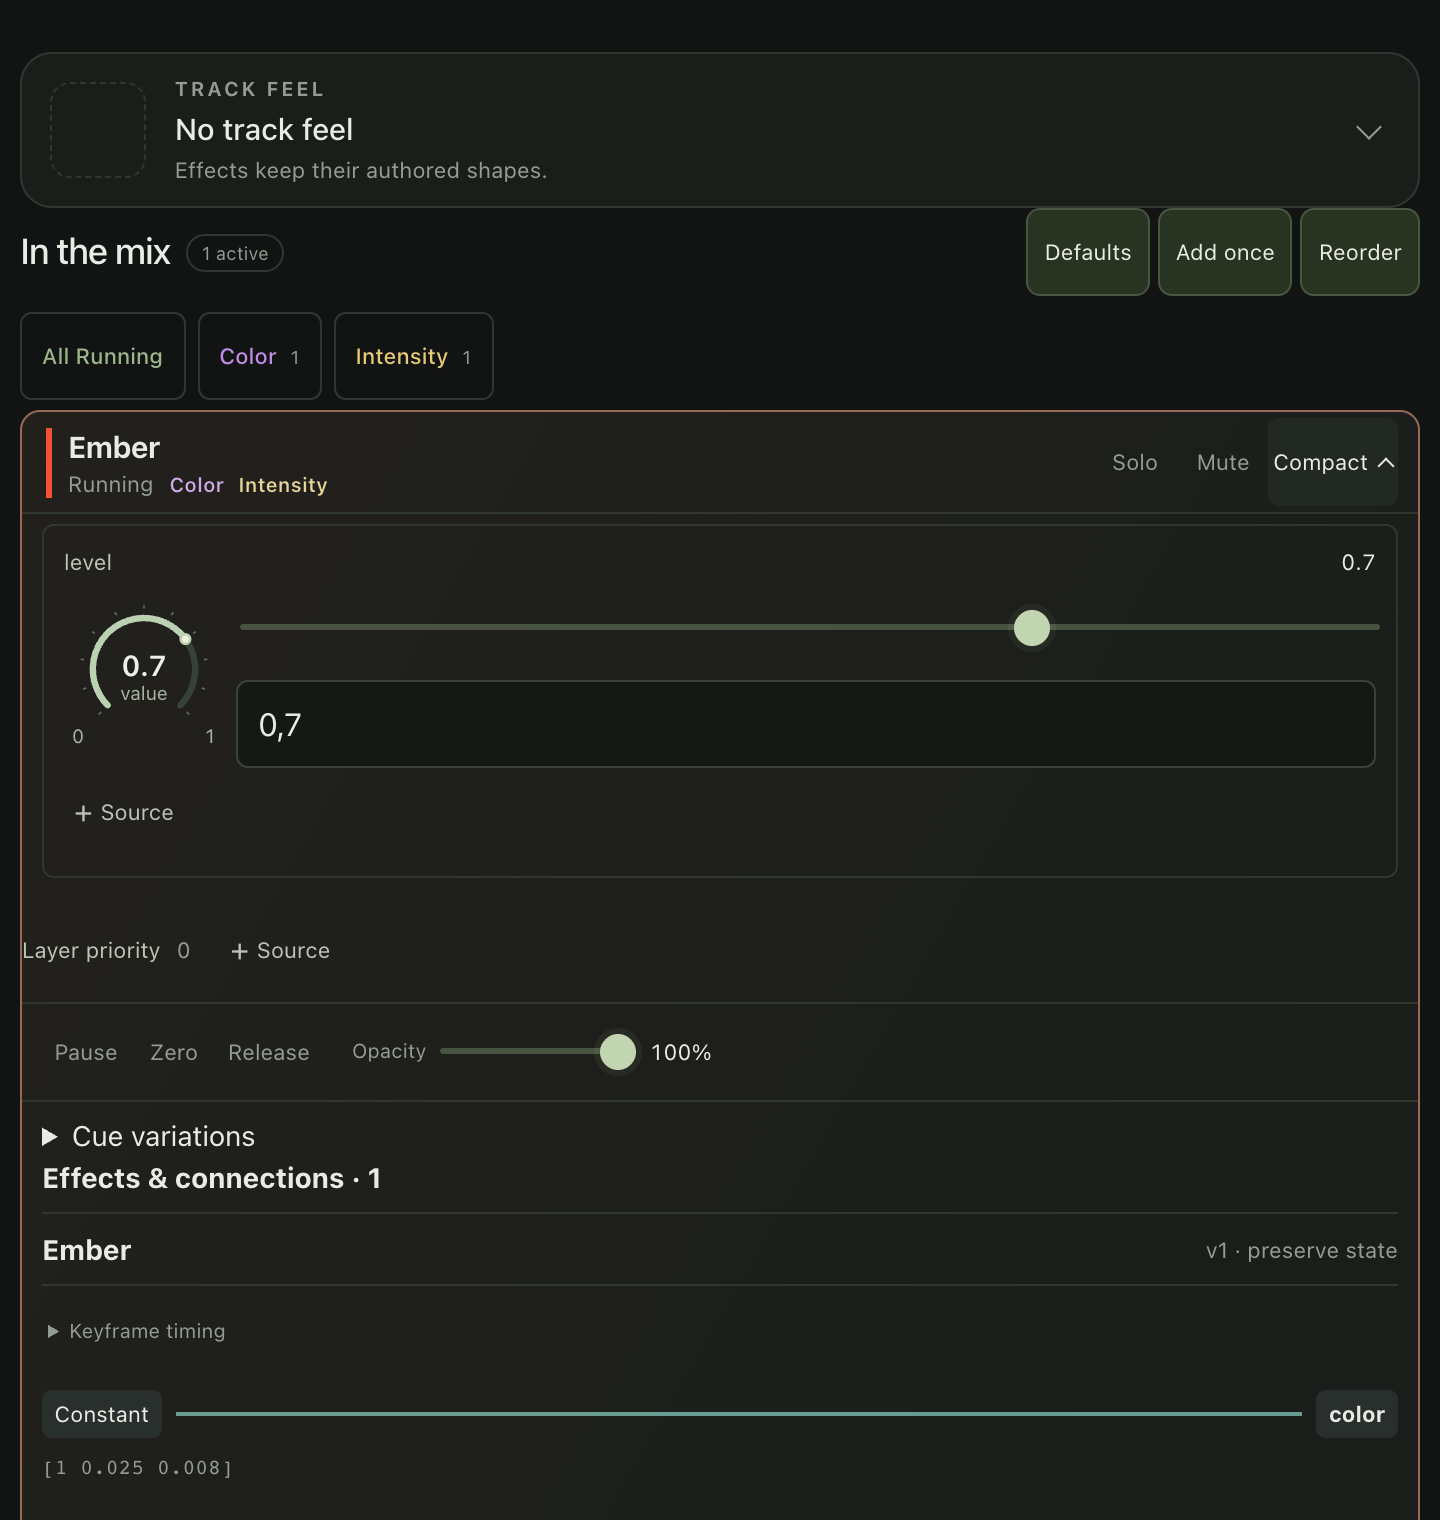 TRACK FEEL
No track feel
Effects keep their authored shapes.
In the mix 1 active Defaults Add once Reorder
All Running Color 1 Intensity 1
Ember
Running Color Intensity Solo Mute Compact
level 0.7
0.7
value
0 1
0,7
+ Source
Layer priority 0 + Source
Pause Zero Release Opacity 100%
Cue variations
Effects & connections · 1
Ember v1 · preserve state
Keyframe timing
Constant color
[1 0.025 0.008]